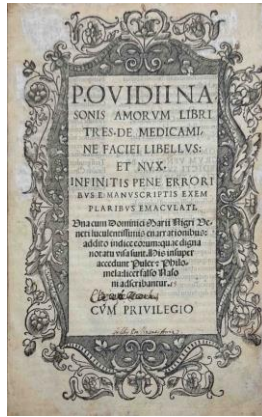 P.OVIDII NA
SONIS AMORVM LIBRI
TRES·DE MEDICAMI,
NE FACIEI LIBELLVS:
ET NVX.
INFINITIS PENE ERRORI
BVS E MANVSCRIPTIS EXEM
PLARIBVS EMACVLATI.
Vna cum Dominici Marii Nigri Ve-
neti luculentissimis enarrationibus:
addito indice eorum: quae digna
notatu visa sunt. His insuper
accedunt Pulex & Philo,
mela: licet falso Naso
ni adscribantur.
CVM PRIVILEGIO